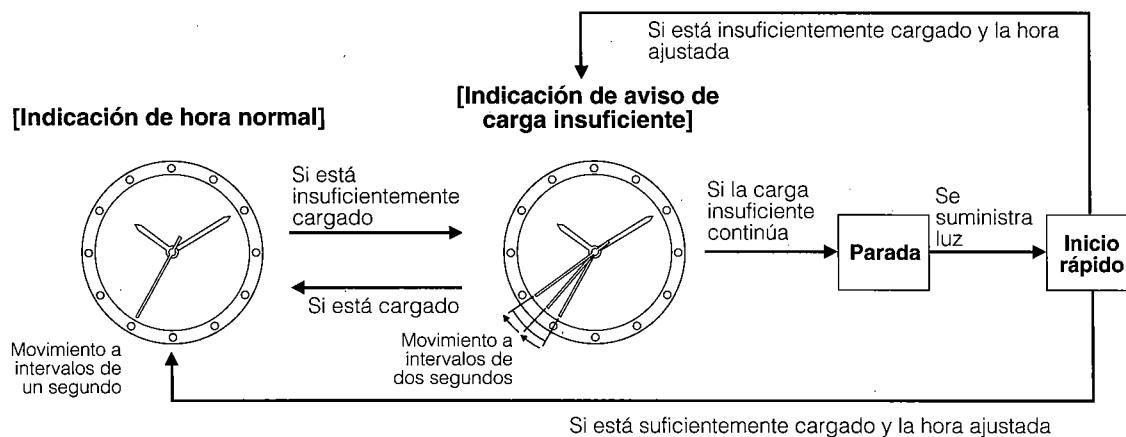 Si está insuficientemente cargado y la hora
ajustada
[Indicación de hora normal]
[Indicación de aviso de
carga insuficiente]
Si está
insuficientemente
cargado
Si está cargado
Si la carga
insuficiente
continúa
Parada
Se
suministra
luz
Inicio
rápido
Movimiento a
intervalos de
un segundo
Movimiento a
intervalos de
dos segundos
Si está suficientemente cargado y la hora ajustada